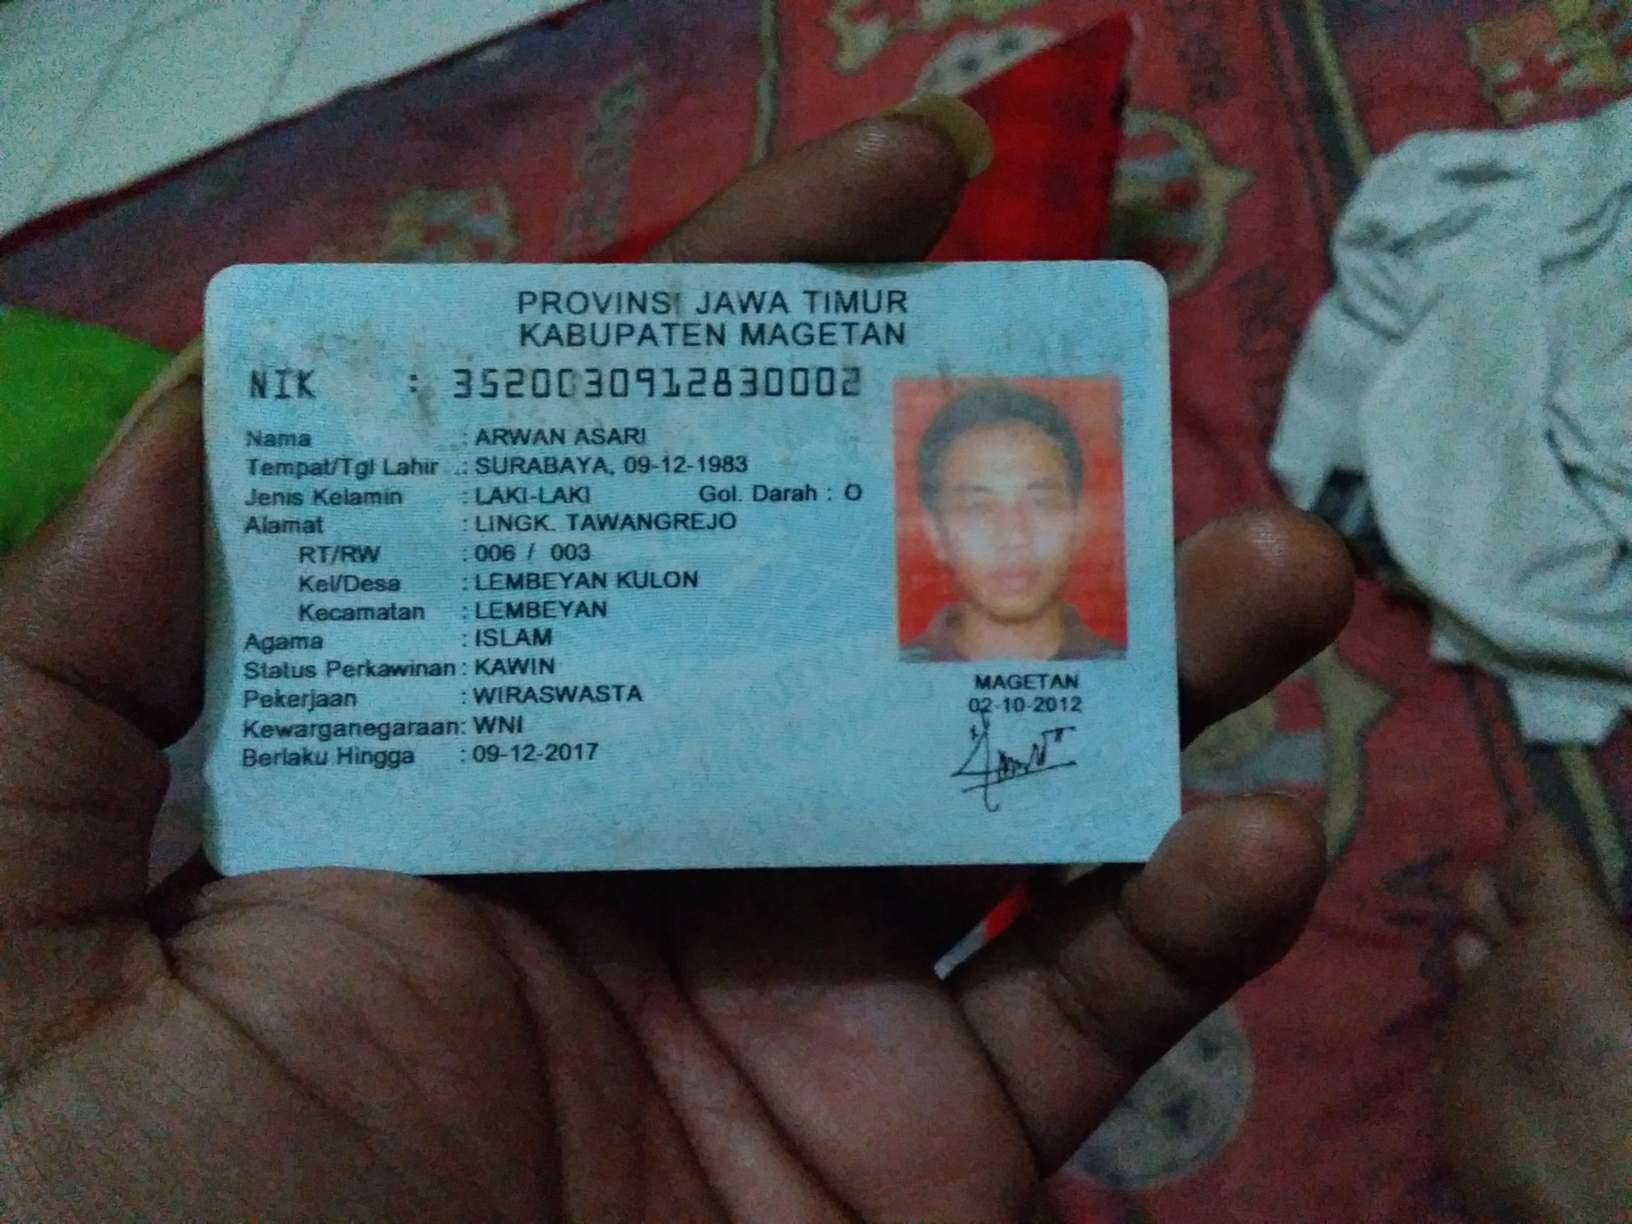 PROVINSI JAWA TIMUR
KABUPATEN MAGETAN
NIK : 3520030912830002
Nama : ARWAN ASARI
Tempat/Tgl Lahir : SURABAYA, 09-12-1983
Jenis Kelamin : LAKI-LAKI Gol. Darah : O
Alamat : LINGK. TAWANGREJO
RT/RW : 006 / 003
Kel/Desa : LEMBEYAN KULON
Kecamatan : LEMBEYAN
Agama : ISLAM
Status Perkawinan : KAWIN
Pekerjaan : WIRASWASTA
Kewarganegaraan: WNI
Berlaku Hingga : 09-12-2017
MAGETAN
02-10-2012